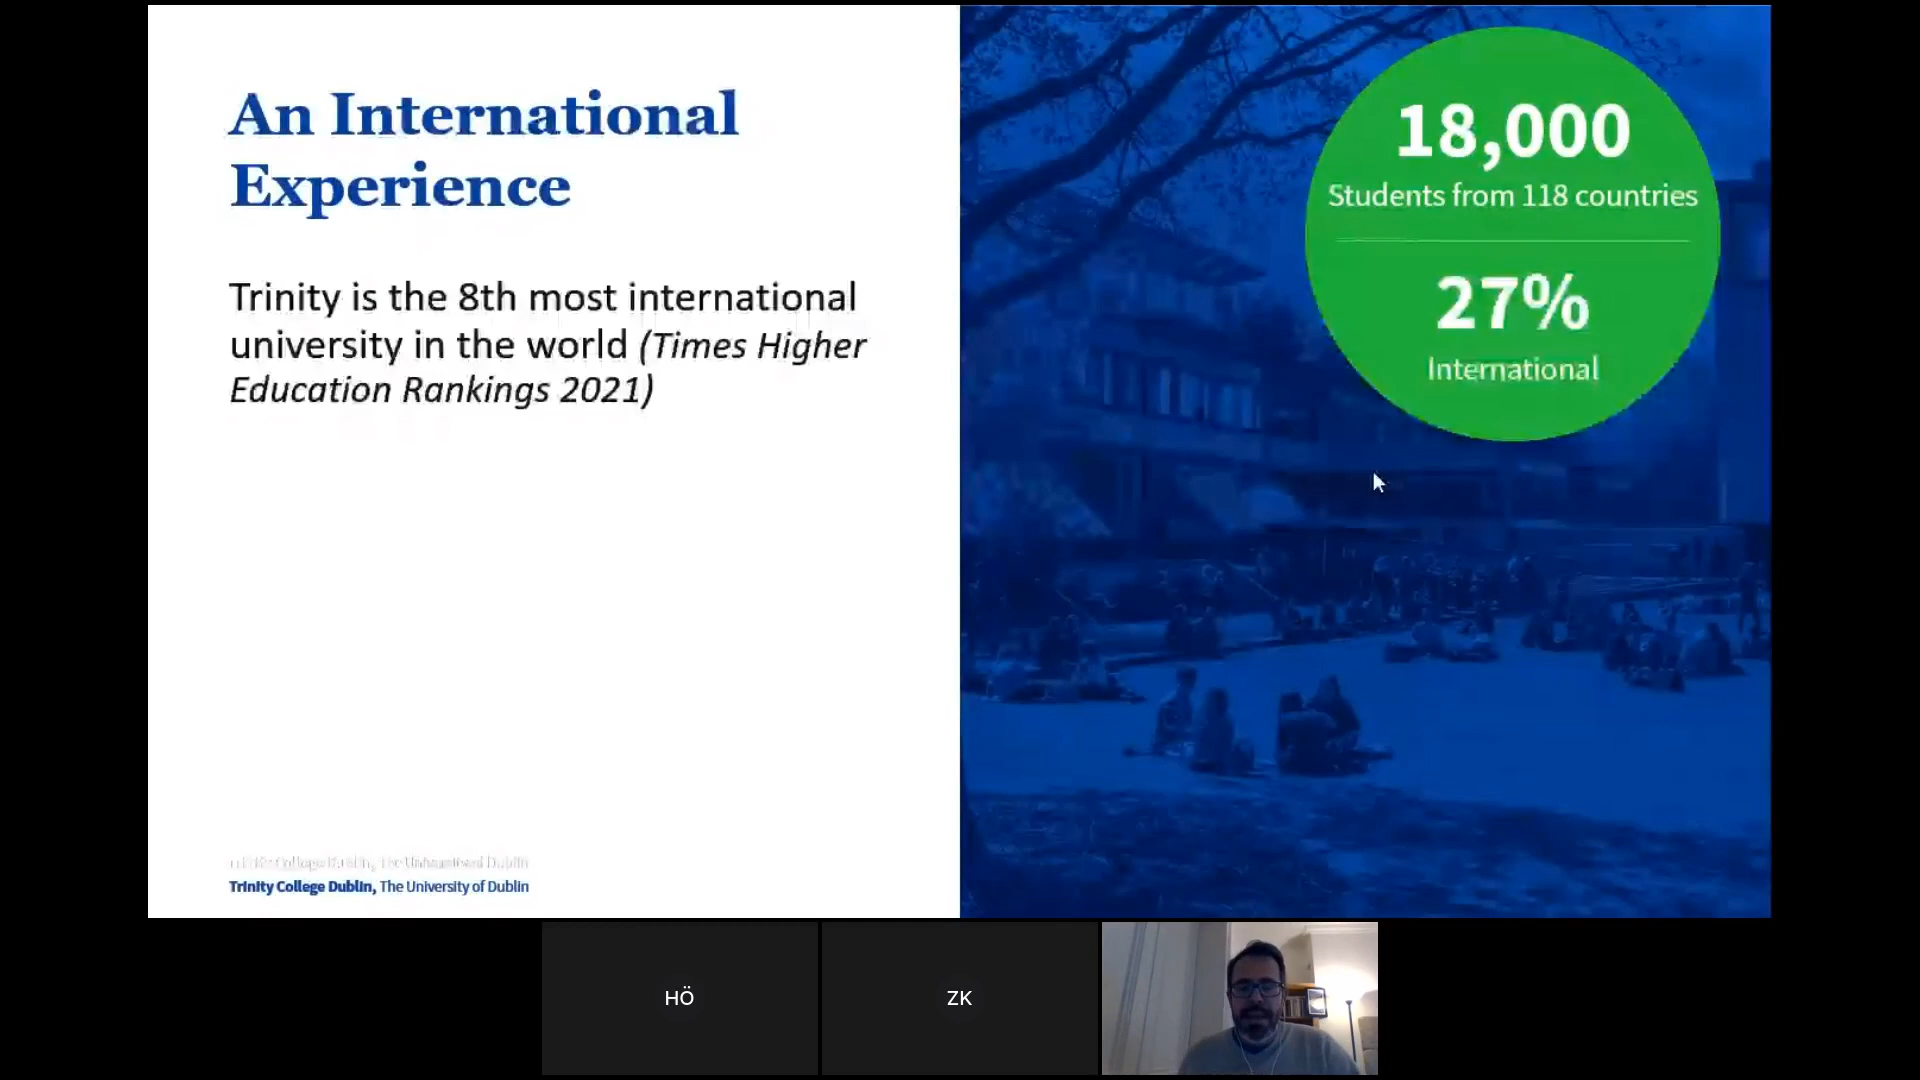 An International
Experience
Trinity is the 8th most international
university in the world (Times Higher
Education Rankings 2021)
18,000
Students from 118 countries
27%
International
Trinity College Dublin, The University of Dublin
HÖ
ZK